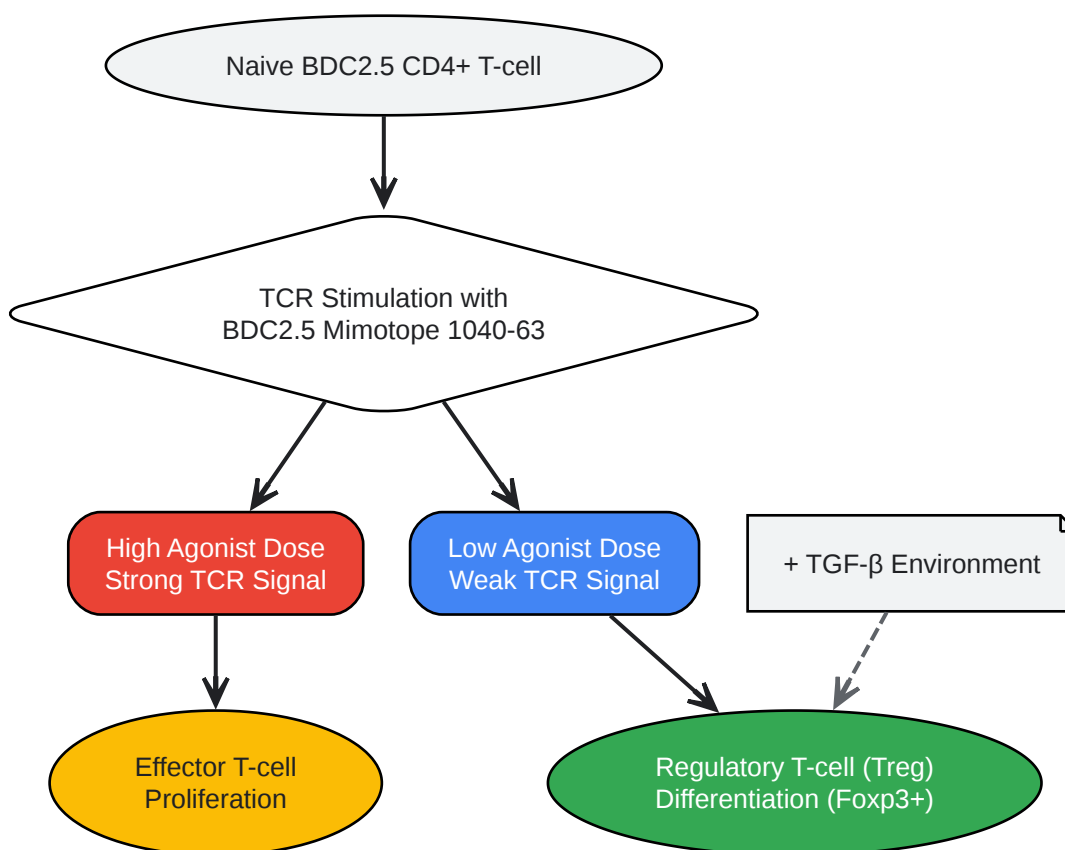 Naive BDC2.5 CD4+ T-cell
TCR Stimulation with
BDC2.5 Mimotope 1040-63
High Agonist Dose
Strong TCR Signal
Low Agonist Dose
Weak TCR Signal
+ TGF-β Environment
Effector T-cell
Proliferation
Regulatory T-cell (Treg)
Differentiation (Foxp3+)